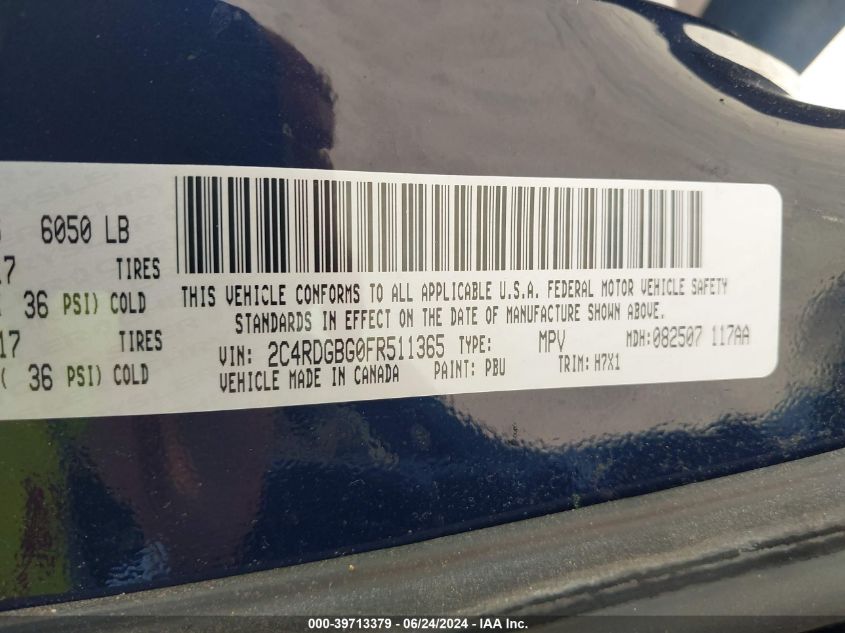 6050 LB
17 TIRES
36 PSI) COLD
17 TIRES
( 36 PSI) COLD
THIS VEHICLE CONFORMS TO ALL APPLICABLE U.S.A. FEDERAL MOTOR VEHICLE SAFETY
STANDARDS IN EFFECT ON THE DATE OF MANUFACTURE SHOWN ABOVE.
VIN: 2C4RDGBG0FR511365 TYPE: MPV MDH:082507 117AA
VEHICLE MADE IN CANADA PAINT: PBU TRIM: H7X1
000-39713379 - 06/24/2024 - IAA Inc.